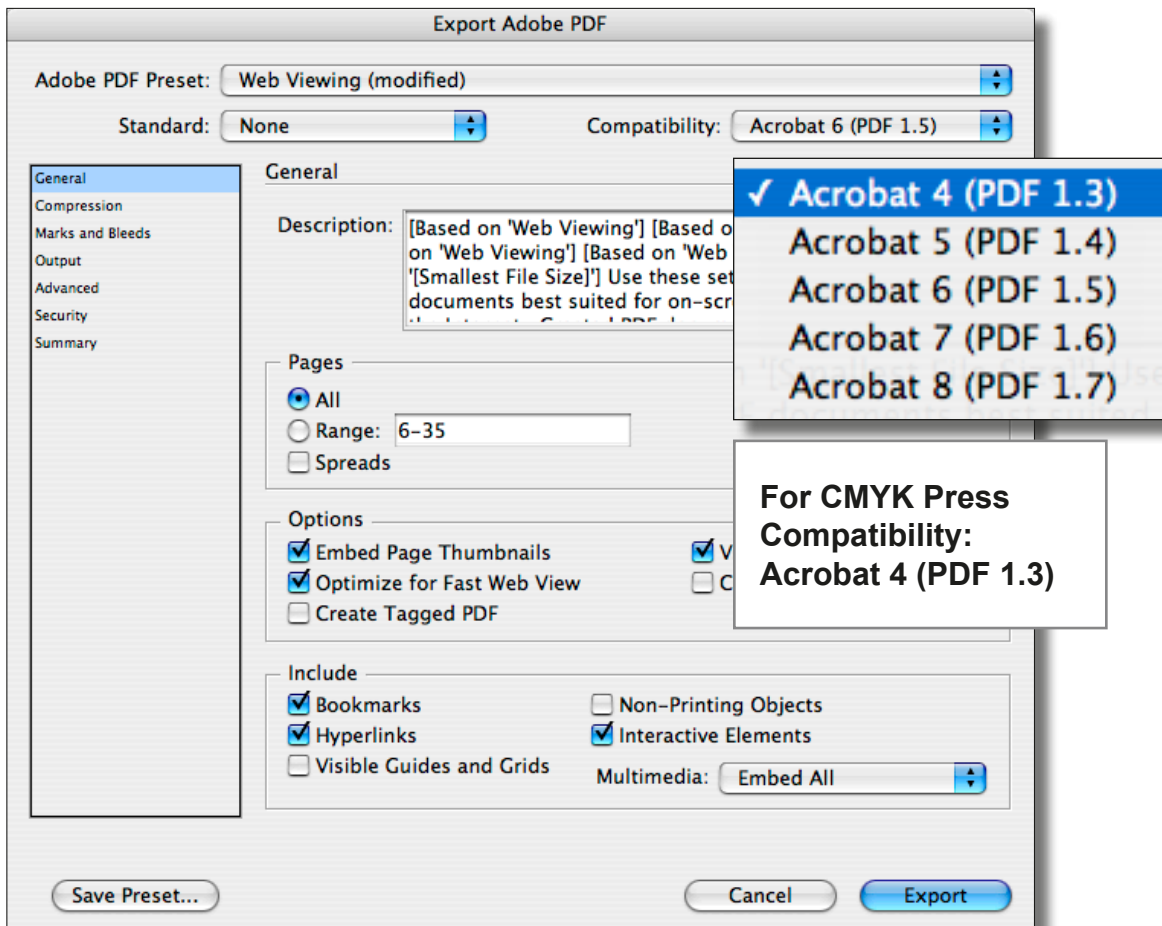 Export Adobe PDF
Adobe PDF Preset: Web Viewing (modified)
Standard: None Compatibility: Acrobat 6 (PDF 1.5)
General
Compression
Marks and Bleeds
Output
Advanced
Security
Summary
General
Description: [Based on 'Web Viewing'] [Based o
on 'Web Viewing'] [Based on 'Web
'[Smallest File Size]'] Use these set
documents best suited for on-scr
✓ Acrobat 4 (PDF 1.3)
Acrobat 5 (PDF 1.4)
Acrobat 6 (PDF 1.5)
Acrobat 7 (PDF 1.6)
Acrobat 8 (PDF 1.7)
For CMYK Press
Compatibility:
Acrobat 4 (PDF 1.3)
Pages
All
Range: 6-35
Spreads
Options
Embed Page Thumbnails V
Optimize for Fast Web View C
Create Tagged PDF
Include
Bookmarks Non-Printing Objects
Hyperlinks Interactive Elements
Visible Guides and Grids Multimedia: Embed All
Save Preset... Cancel Export